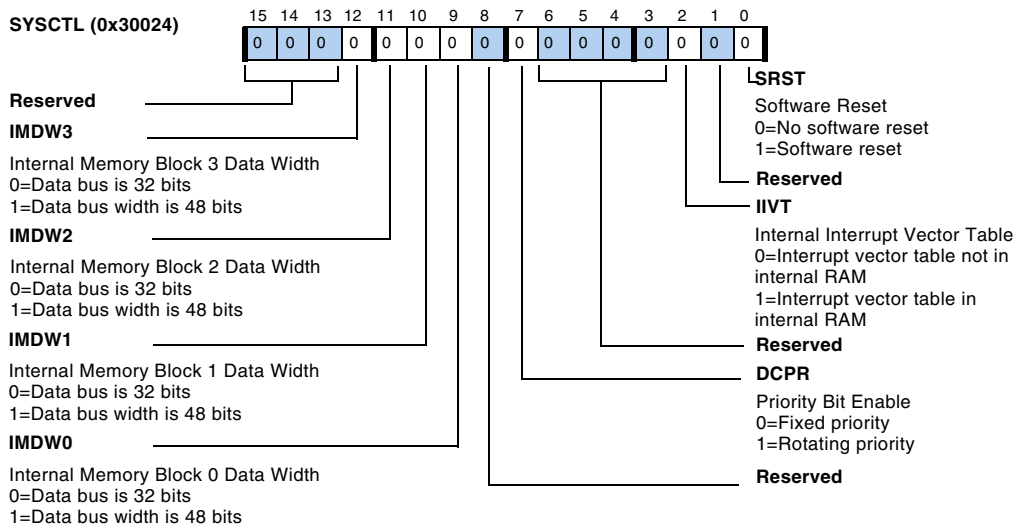 SYSCTL (0x30024)
15 14 13 12 11 10 9 8 7 6 5 4 3 2 1 0
0 0 0 0 0 0 0 0 0 0 0 0 0 0 0 0
Reserved
IMDW3
Internal Memory Block 3 Data Width
0=Data bus is 32 bits
1=Data bus width is 48 bits
IMDW2
Internal Memory Block 2 Data Width
0=Data bus is 32 bits
1=Data bus width is 48 bits
IMDW1
Internal Memory Block 1 Data Width
0=Data bus is 32 bits
1=Data bus width is 48 bits
IMDW0
Internal Memory Block 0 Data Width
0=Data bus is 32 bits
1=Data bus width is 48 bits
SRST
Software Reset
0=No software reset
1=Software reset
Reserved
IIVT
Internal Interrupt Vector Table
0=Interrupt vector table not in
internal RAM
1=Interrupt vector table in
internal RAM
Reserved
DCPR
Priority Bit Enable
0=Fixed priority
1=Rotating priority
Reserved